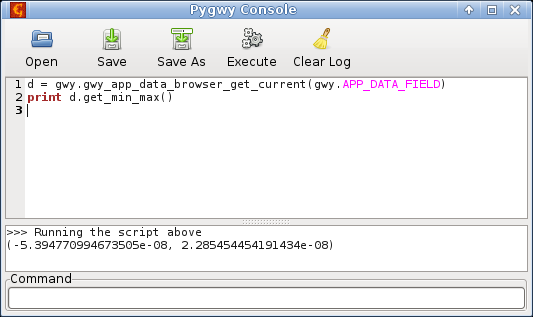 Pygwy Console
Open Save Save As Execute Clear Log
1 d = gwy.gwy_app_data_browser_get_current(gwy.APP_DATA_FIELD)
2 print d.get_min_max()
3
>>> Running the script above
(-5.394770994673505e-08, 2.285454454191434e-08)
Command